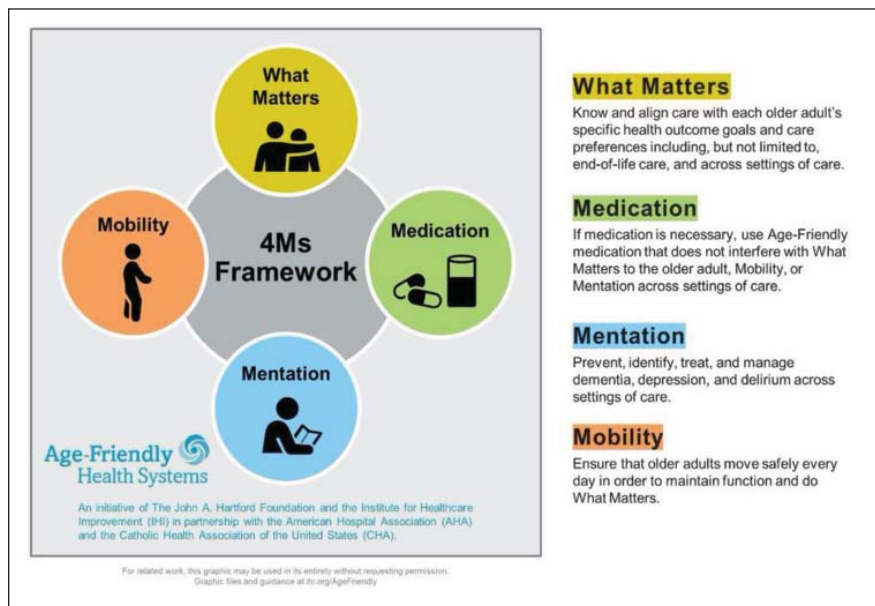 What
Matters
Mobility
4Ms
Framework
Medication
Mentation
Age-Friendly
Health Systems
An initiative of The John A. Hartford Foundation and the Institute for Healthcare
Improvement (IHI) in partnership with the American Hospital Association (AHA)
and the Catholic Health Association of the United States (CHA).
What Matters
Know and align care with each older adult's
specific health outcome goals and care
preferences including, but not limited to,
end-of-life care, and across settings of care.
Medication
If medication is necessary, use Age-Friendly
medication that does not interfere with What
Matters to the older adult, Mobility, or
Mentation across settings of care.
Mentation
Prevent, identify, treat, and manage
dementia, depression, and delirium across
settings of care.
Mobility
Ensure that older adults move safely every
day in order to maintain function and do
What Matters.
For related work, this graphic may be used in its entirety without requesting permission.
Graphic files and guidance at ihi.org/AgeFriendly